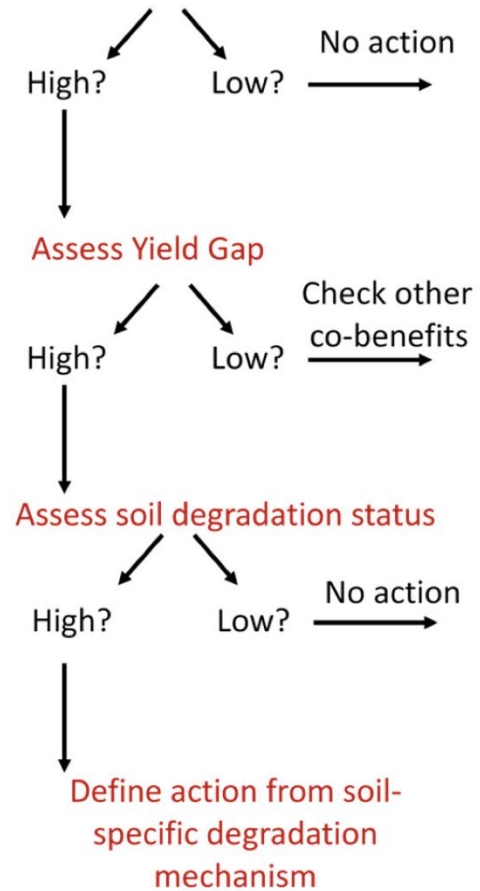 No action
High?
Low?
Assess Yield Gap
Check other
co-benefits
High?
Low?
Assess soil degradation status
No action
High?
Low?
Define action from soil-
specific degradation
mechanism